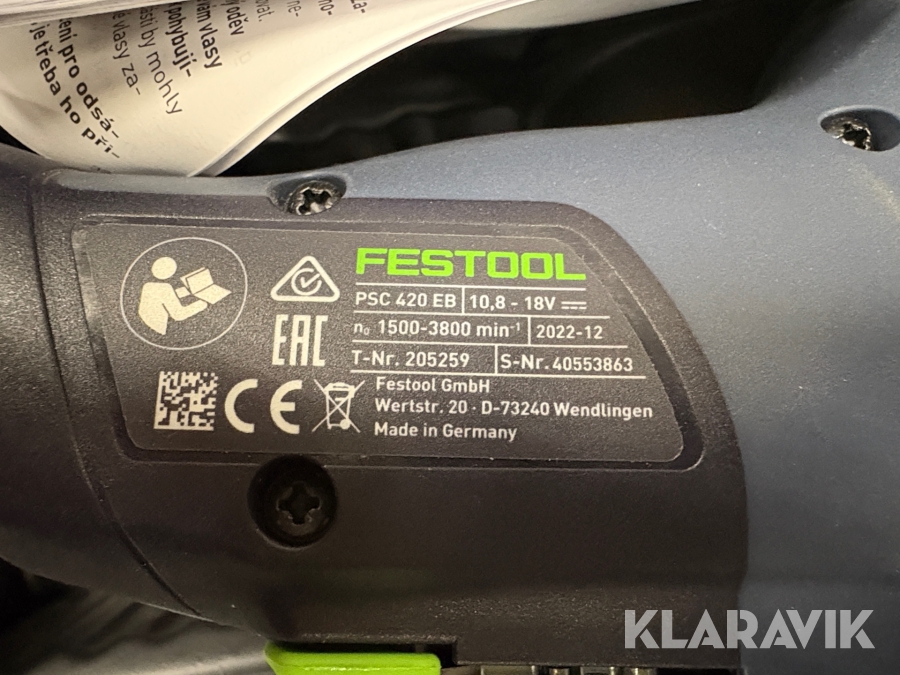 lení pro odsá-
je třeba ho při-
vlasy za-
by mohly
pohybují-
vlasy
oděv
FESTOOL
PSC 420 EB 10,8 - 18V
n₀ 1500-3800 min⁻¹ 2022-12
EAC
T-Nr. 205259 S-Nr. 40553863
CE
Festool GmbH
Wertstr. 20 · D-73240 Wendlingen
Made in Germany
KLARAVIK